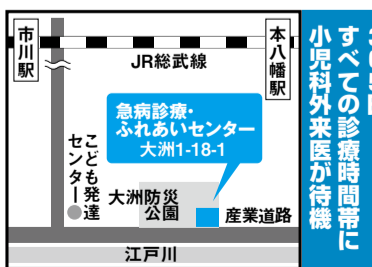 すべての診療時間帯に
小児科外来医が待機
市川駅
本八幡駅
JR総武線
急病診療・
ふれあいセンター
大洲1-18-1
こども発達
センター
大洲防災
公園
産業道路
江戸川